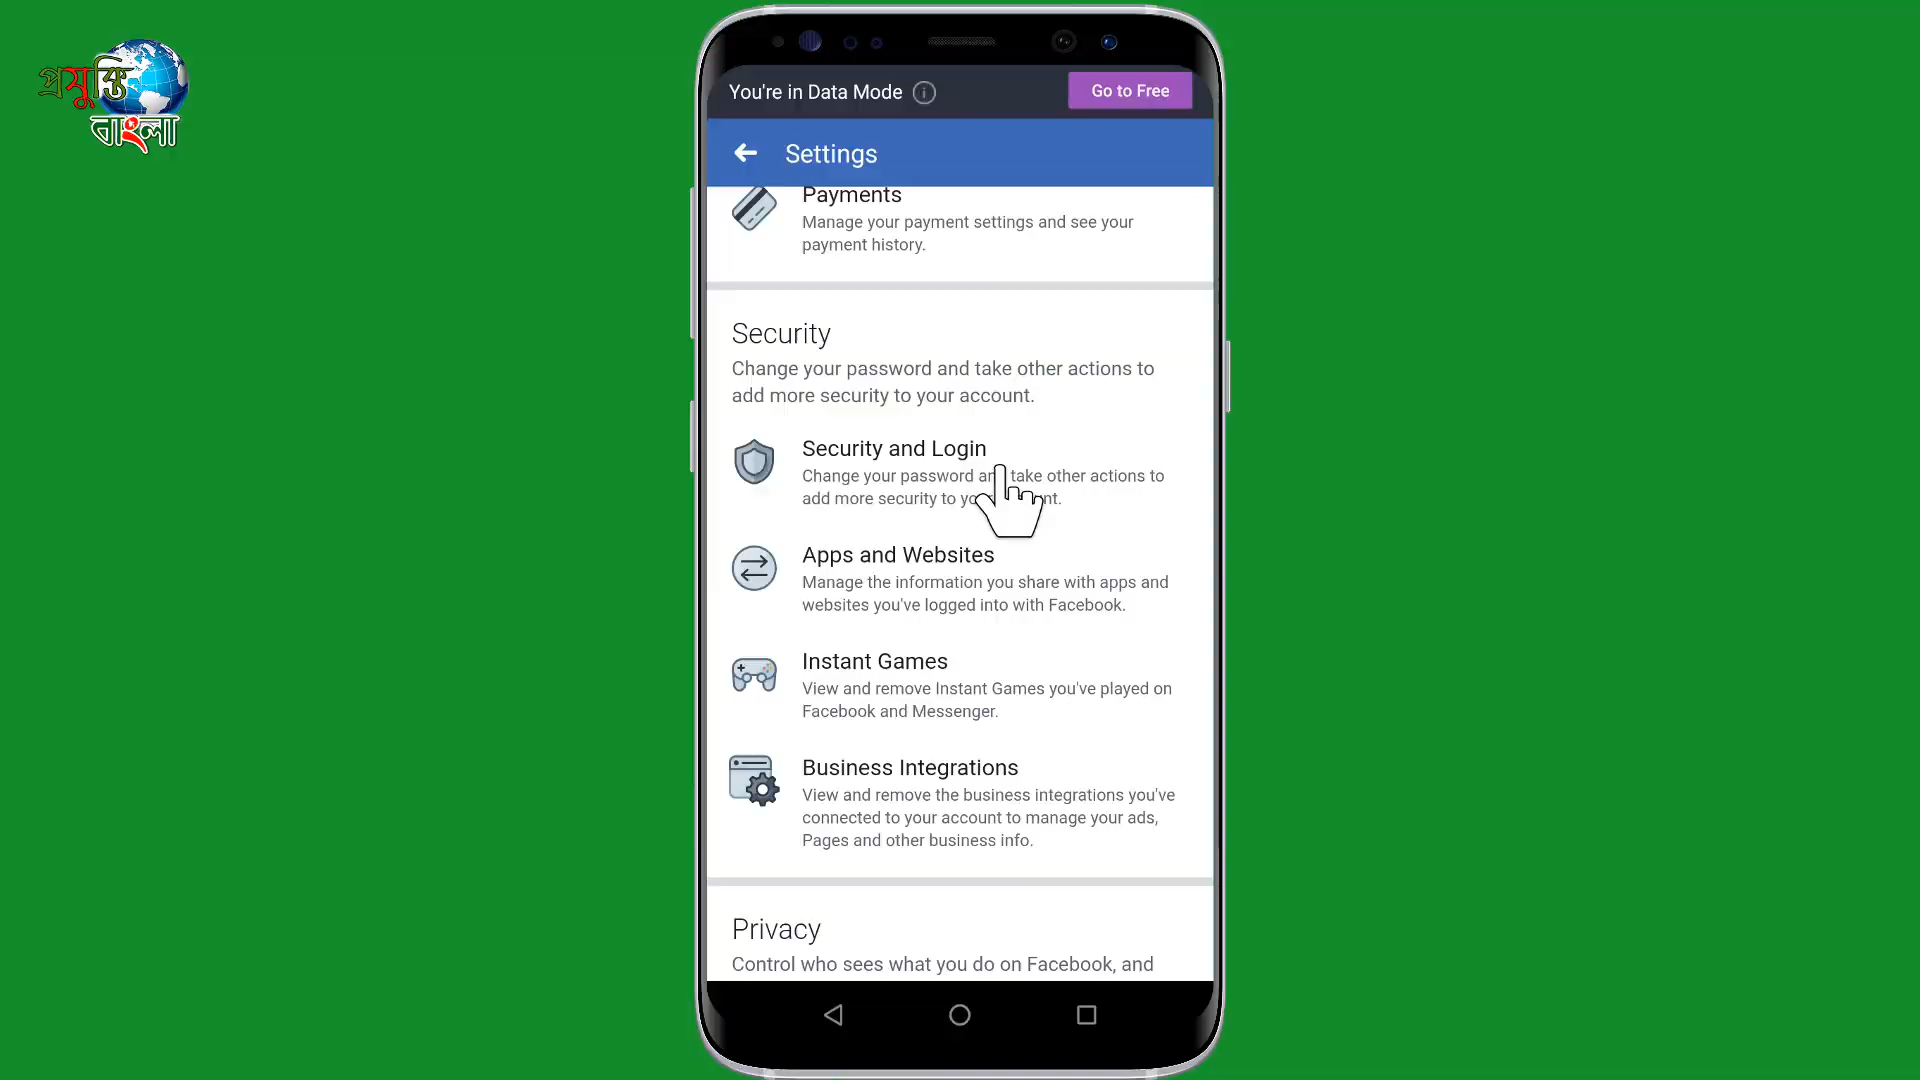 প্রযুক্তি
বাংলা
You're in Data Mode
Go to Free
Settings
Payments
Manage your payment settings and see your
payment history.
Security
Change your password and take other actions to
add more security to your account.
Security and Login
Change your password an take other actions to
add more security to yo nt.
Apps and Websites
Manage the information you share with apps and
websites you've logged into with Facebook.
Instant Games
View and remove Instant Games you've played on
Facebook and Messenger.
Business Integrations
View and remove the business integrations you've
connected to your account to manage your ads,
Pages and other business info.
Privacy
Control who sees what you do on Facebook, and